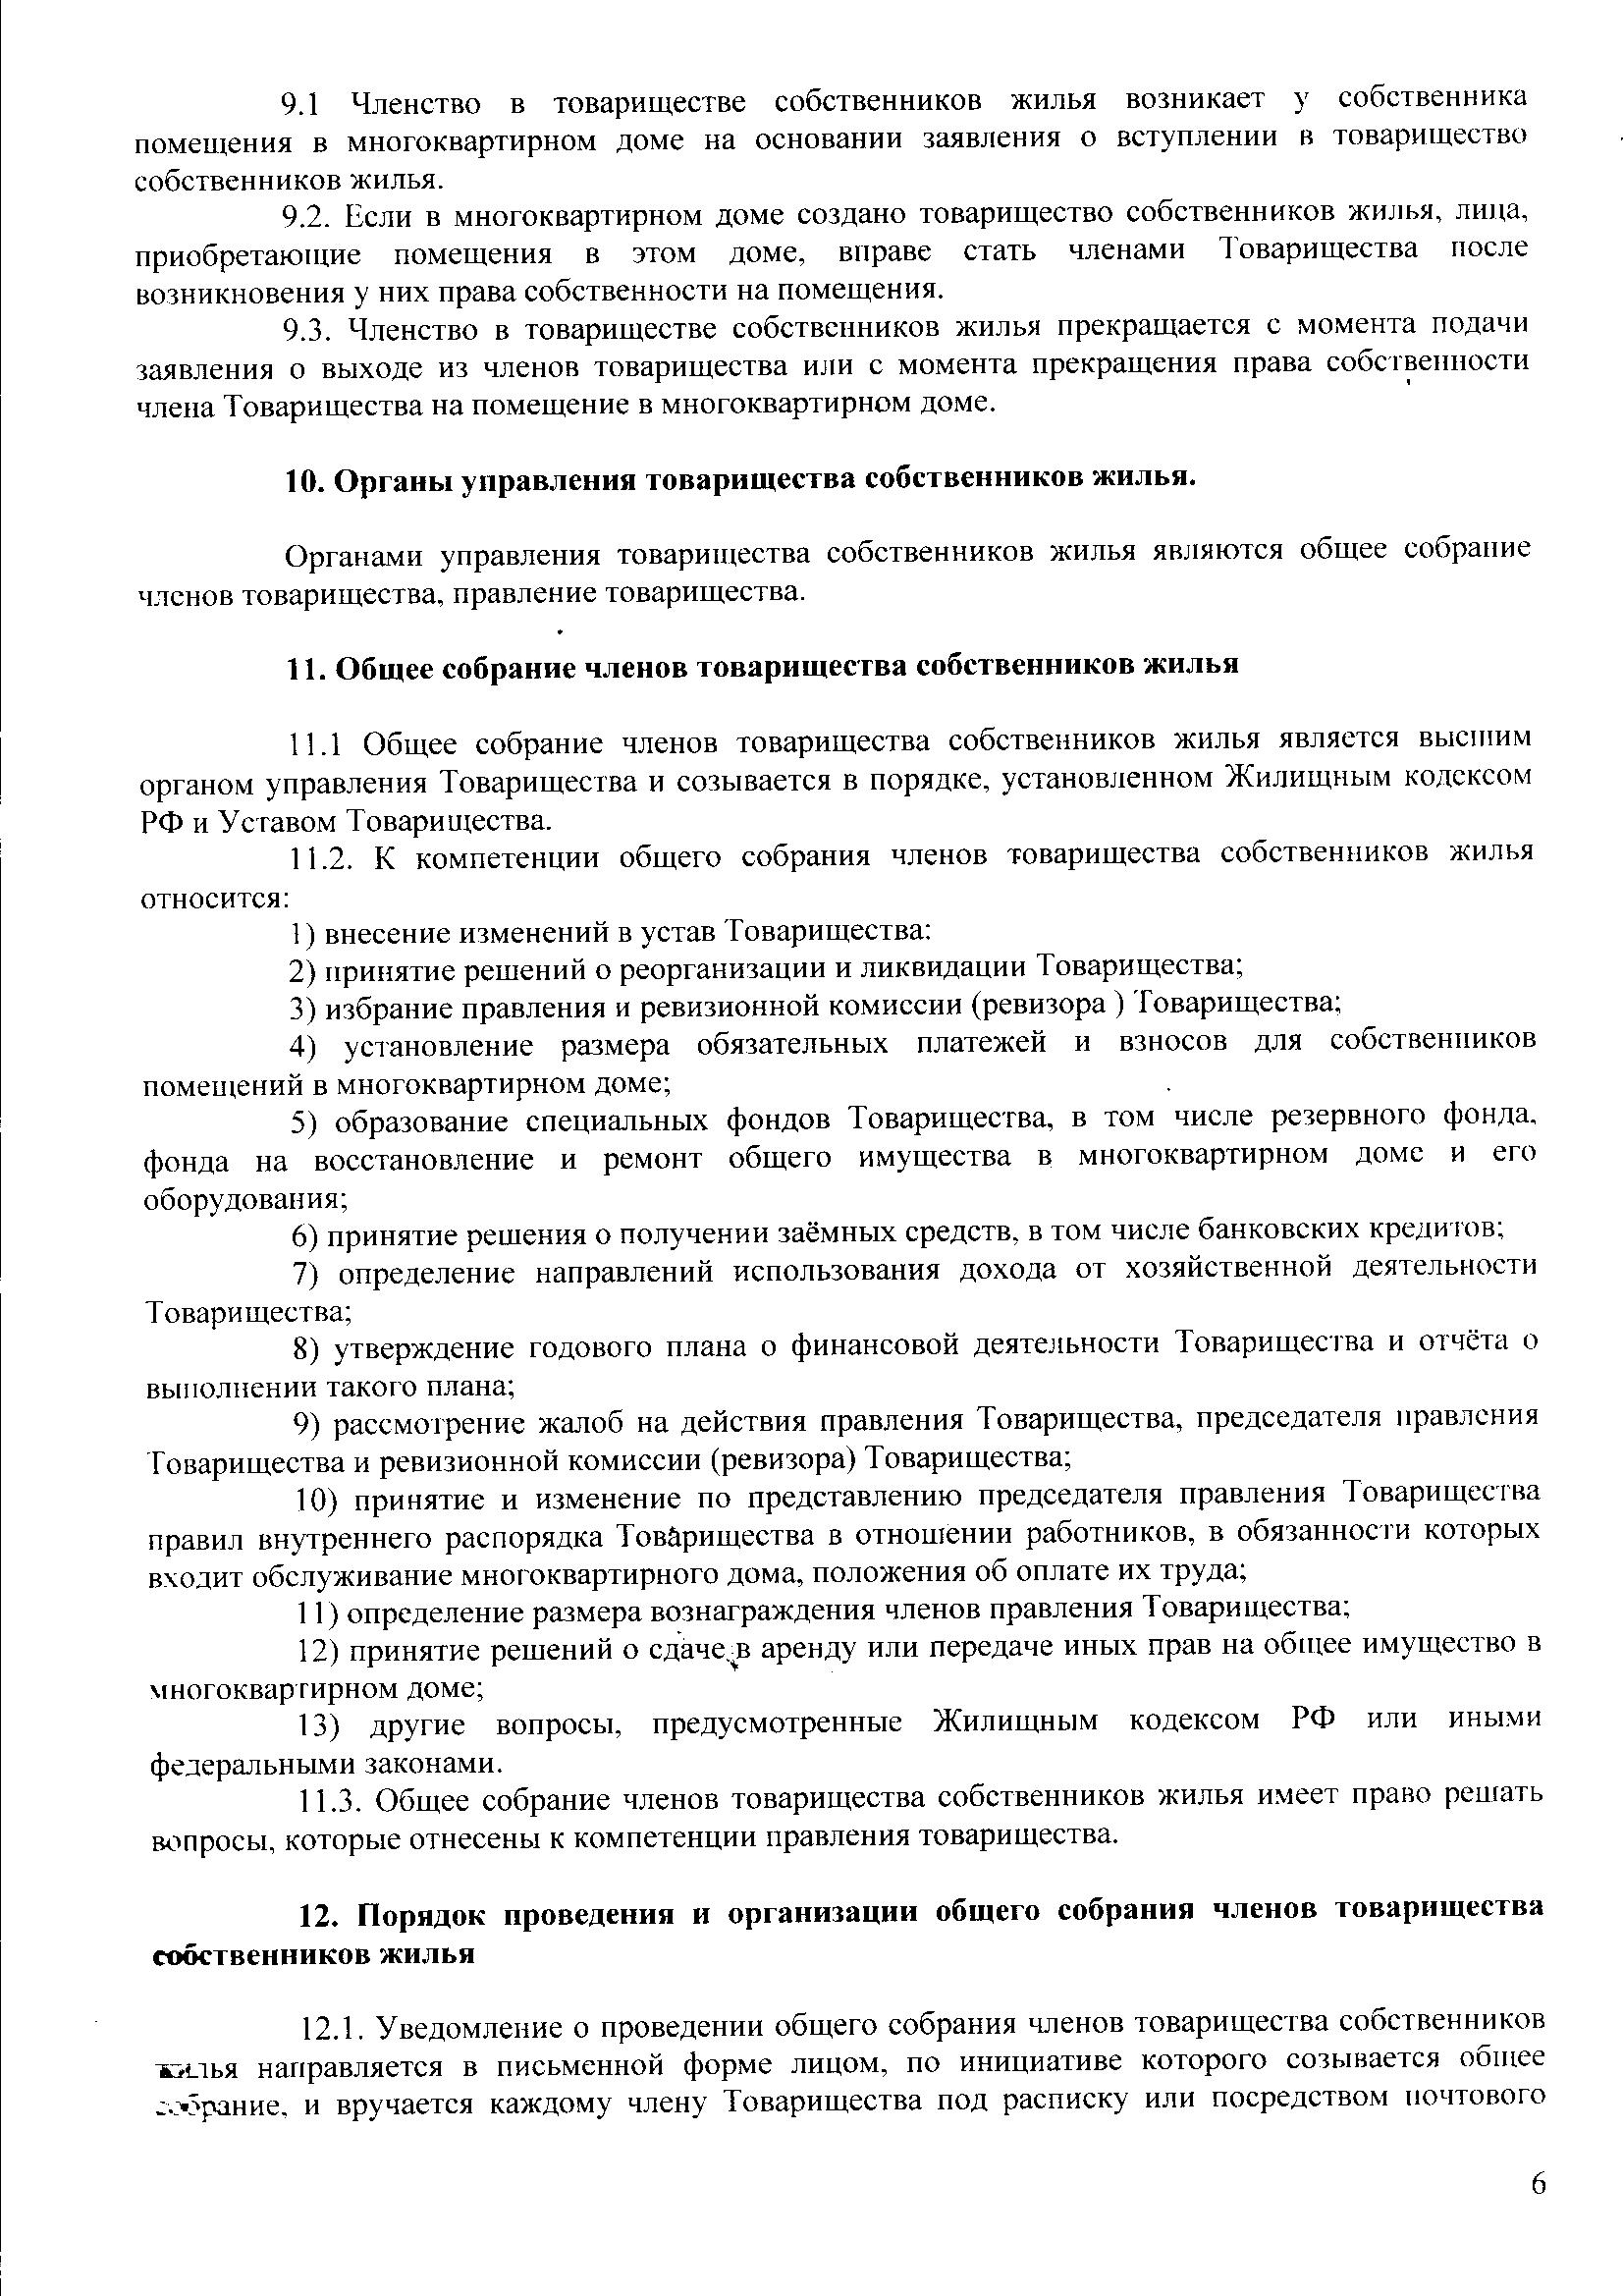 9.1 Членство в товариществе собственников жилья возникает у собственника
помещения в многоквартирном доме на основании заявления о вступлении в товарищество
собственников жилья.
9.2. Если в многоквартирном доме создано товарищество собственников жилья, лица,
приобретающие помещения в этом доме, вправе стать членами Товарищества после
возникновения у них права собственности на помещения.
9.3. Членство в товариществе собственников жилья прекращается с момента подачи
заявления о выходе из членов товарищества или с момента прекращения права собственности
члена Товарищества на помещение в многоквартирном доме.
10. Органы управления товарищества собственников жилья.
Органами управления товарищества собственников жилья являются общее собрание
членов товарищества, правление товарищества.
11. Общее собрание членов товарищества собственников жилья
11.1 Общее собрание членов товарищества собственников жилья является высшим
органом управления Товарищества и созывается в порядке, установленном Жилищным кодексом
РФ и Уставом Товарищества.
11.2. К компетенции общего собрания членов товарищества собственников жилья
относится:
1) внесение изменений в устав Товарищества:
2) принятие решений о реорганизации и ликвидации Товарищества;
3) избрание правления и ревизионной комиссии (ревизора ) Товарищества;
4) установление размера обязательных платежей и взносов для собственников
помещений в многоквартирном доме;
5) образование специальных фондов Товарищества, в том числе резервного фонда,
фонда на восстановление и ремонт общего имущества в многоквартирном доме и его
оборудования;
6) принятие решения о получении заёмных средств, в том числе банковских кредитов;
7) определение направлений использования дохода от хозяйственной деятельности
Товарищества;
8) утверждение годового плана о финансовой деятельности Товарищества и отчёта о
выполнении такого плана;
9) рассмотрение жалоб на действия правления Товарищества, председателя правления
Товарищества и ревизионной комиссии (ревизора) Товарищества;
10) принятие и изменение по представлению председателя правления Товарищества
правил внутреннего распорядка Товарищества в отношении работников, в обязанности которых
входит обслуживание многоквартирного дома, положения об оплате их труда;
11) определение размера вознаграждения членов правления Товарищества;
12) принятие решений о сдаче в аренду или передаче иных прав на общее имущество в
многоквартирном доме;
13) другие вопросы, предусмотренные Жилищным кодексом РФ или иными
федеральными законами.
11.3. Общее собрание членов товарищества собственников жилья имеет право решать
вопросы, которые отнесены к компетенции правления товарищества.
12. Порядок проведения и организации общего собрания членов товарищества
собственников жилья
12.1. Уведомление о проведении общего собрания членов товарищества собственников
жилья направляется в письменной форме лицом, по инициативе которого созывается общее
собрание, и вручается каждому члену Товарищества под расписку или посредством почтового
6